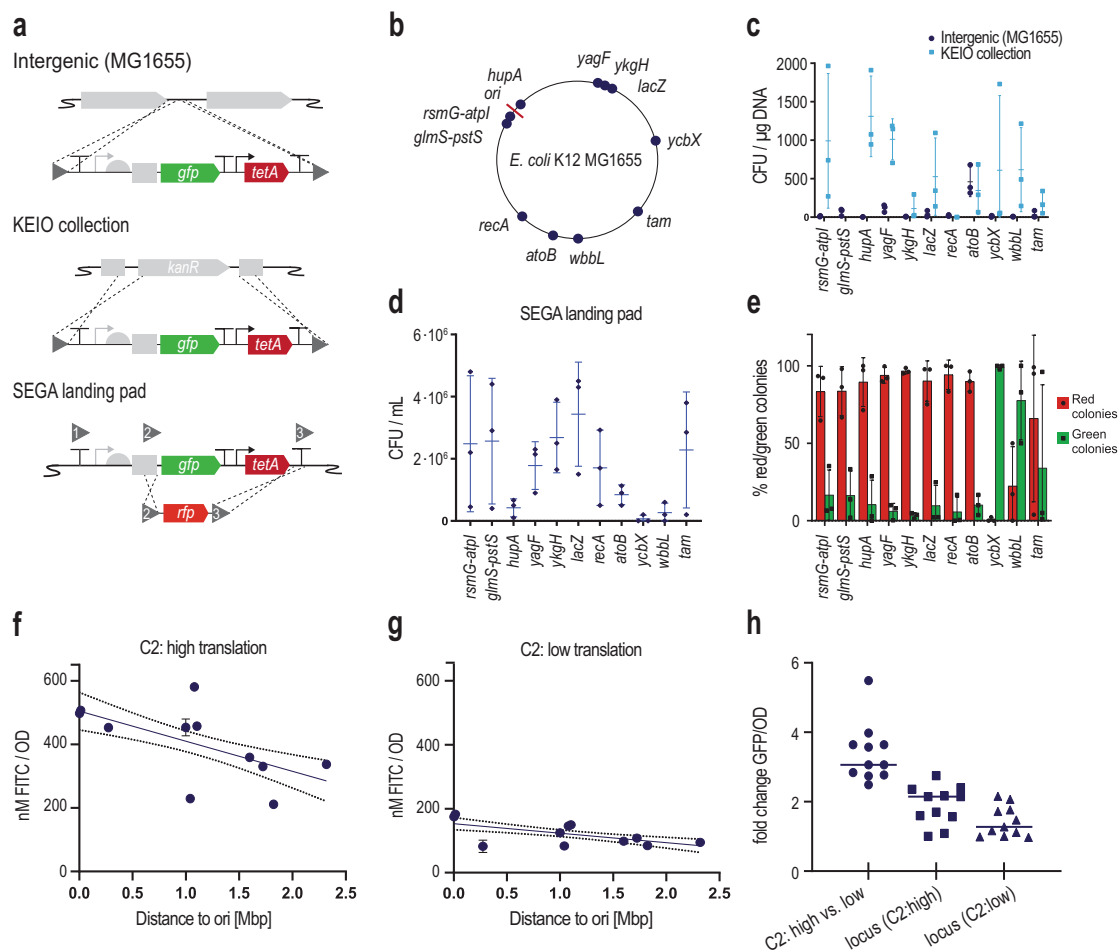 a
Intergenic (MG1655)
gfp
tetA
KEIO collection
kanR
gfp
tetA
SEGA landing pad
1
2
3
gfp
tetA
2
rfp
3
b
yagF
ykgH
lacZ
hupA
ori
rsmG-atpI
glmS-pstS
ycbX
E. coli K12 MG1655
recA
tam
atoB
wbbL
c
Intergenic (MG1655)
KEIO collection
CFU / µg DNA
2000
1500
1000
500
0
rsmG-atpI
glmS-pstS
hupA
yagF
ykgH
lacZ
recA
atoB
ycbX
wbbL
tam
d
SEGA landing pad
CFU / mL
6·10⁶
4·10⁶
2·10⁶
0
rsmG-atpI
glmS-pstS
hupA
yagF
ykgH
lacZ
recA
atoB
ycbX
wbbL
tam
e
% red/green colonies
100
50
0
Red
colonies
Green
colonies
rsmG-atpI
glmS-pstS
hupA
yagF
ykgH
lacZ
recA
atoB
ycbX
wbbL
tam
f
C2: high translation
nM FITC / OD
600
400
200
0
0.0 0.5 1.0 1.5 2.0 2.5
Distance to ori [Mbp]
g
C2: low translation
nM FITC / OD
600
400
200
0
0.0 0.5 1.0 1.5 2.0 2.5
Distance to ori [Mbp]
h
fold change GFP/OD
6
4
2
0
C2: high vs. low
locus (C2:high)
locus (C2:low)